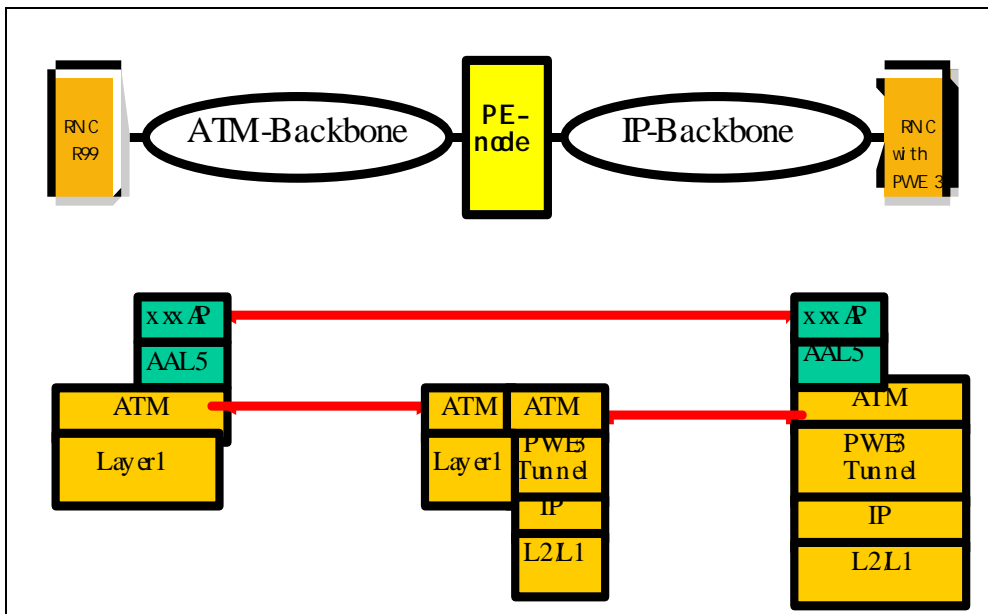 RNC
R99
ATM-Backbone
PE-
node
IP-Backbone
RNC
with
PWE3
xxxAP
AAL5
ATM
Layer1
ATM
Layer1
ATM
PWE3
Tunnel
IP
L2/L1
xxxAP
AAL5
ATM
PWE3
Tunnel
IP
L2/L1